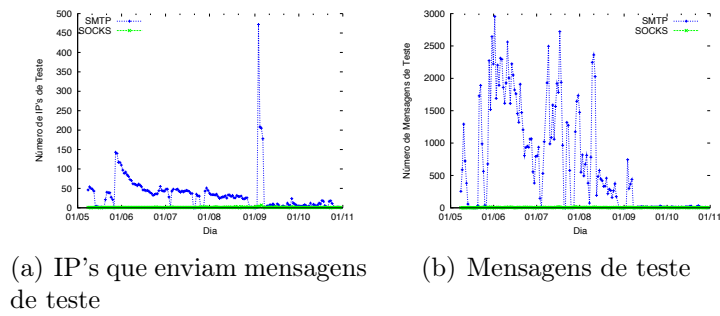 SMTP
SOCKS
Número de IP's de Teste
500
450
400
350
300
250
200
150
100
50
0
01/05 01/06 01/07 01/08 01/09 01/10 01/11
Dia
(a) IP's que enviam mensagens
de teste
SMTP
SOCKS
Número de Mensagens de Teste
3000
2500
2000
1500
1000
500
0
01/05 01/06 01/07 01/08 01/09 01/10 01/11
Dia
(b) Mensagens de teste